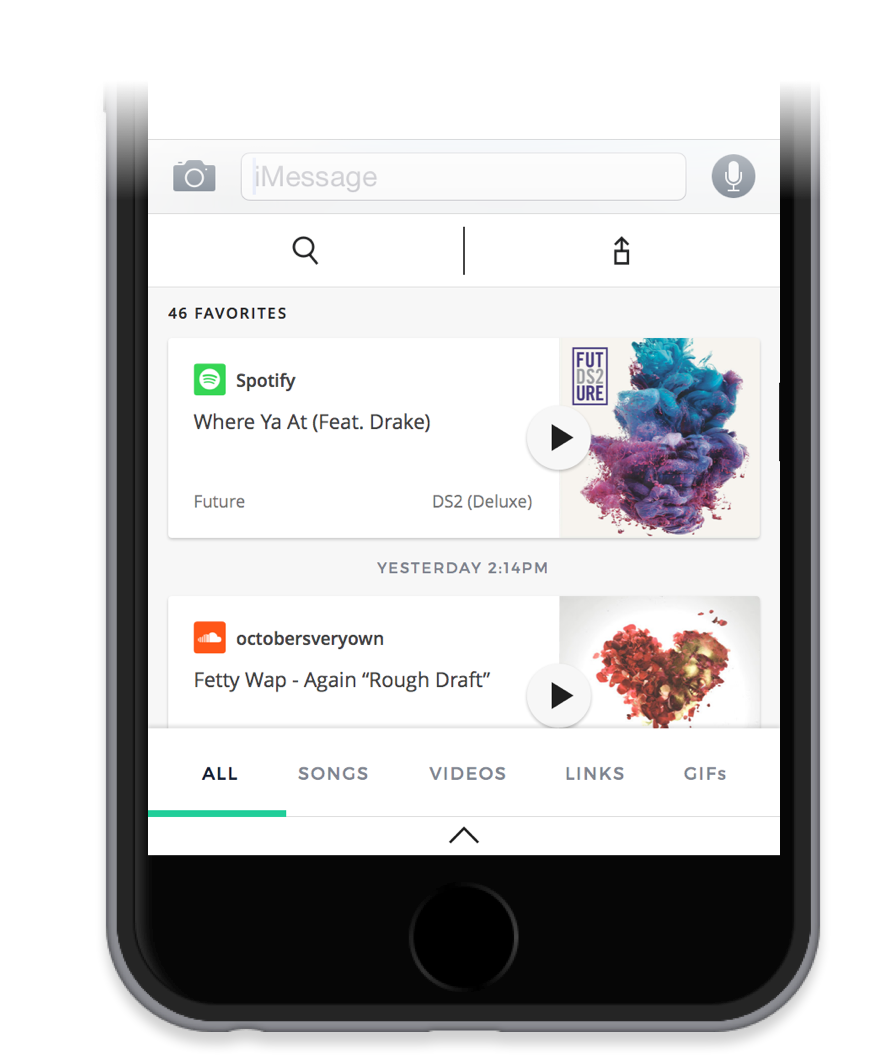 iMessage
46 FAVORITES
Spotify
Where Ya At (Feat. Drake)
Future DS2 (Deluxe)
FUT
DS2
URE
YESTERDAY 2:14PM
octobersveryown
Fetty Wap - Again “Rough Draft”
ALL SONGS VIDEOS LINKS GIFs